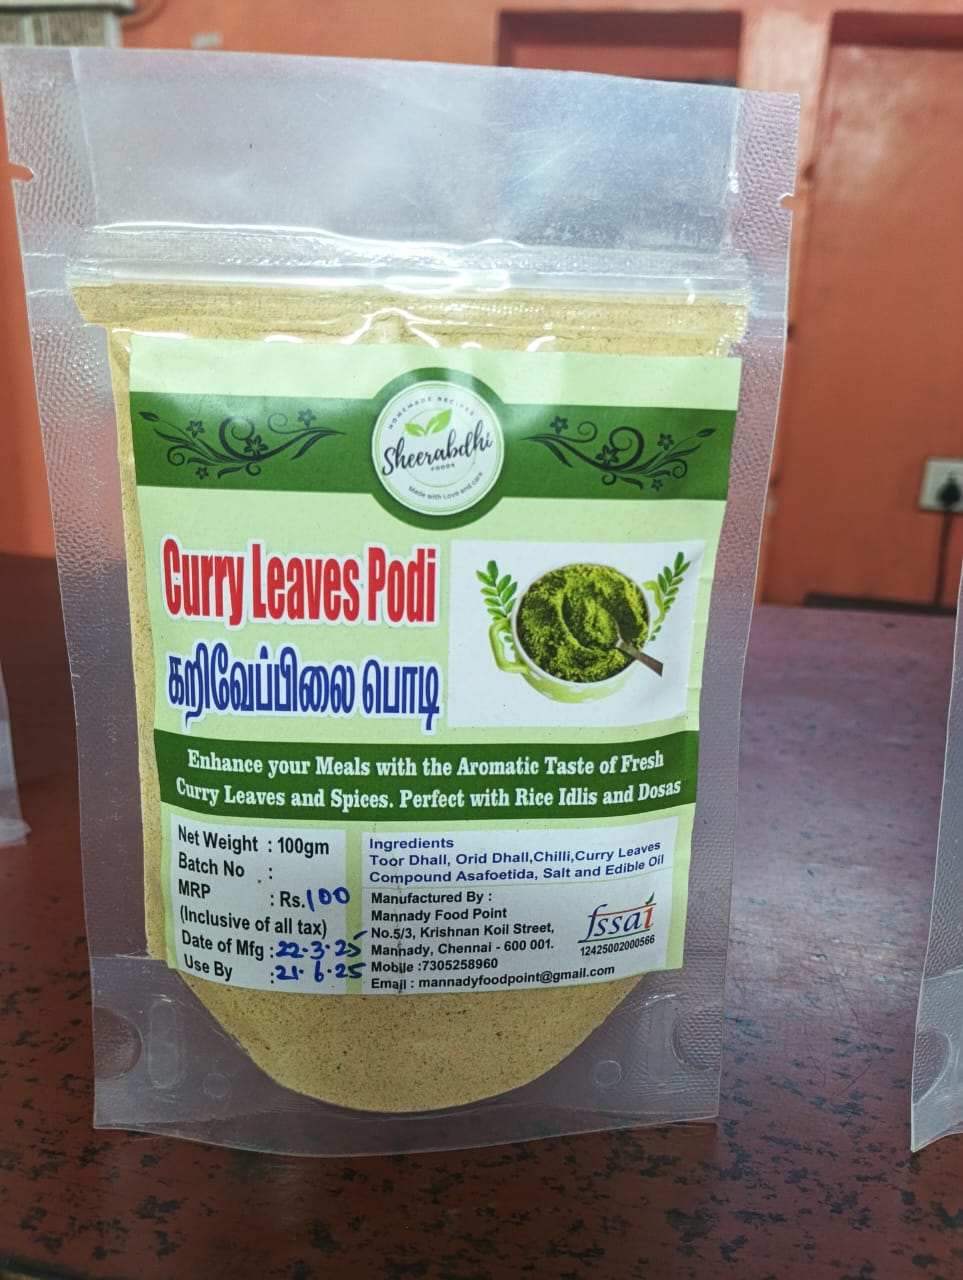 HOMEMADE RECIPES
Sheerabdhi
FOODS
Made with Love and care
Curry Leaves Podi
கறிவேப்பிலை பொடி
Enhance your Meals with the Aromatic Taste of Fresh
Curry Leaves and Spices. Perfect with Rice Idlis and Dosas
Net Weight : 100gm
Batch No :
MRP : Rs.100
(Inclusive of all tax)
Date of Mfg : 22.3.25
Use By : 21.6.25
Ingredients
Toor Dhall, Orid Dhall,Chilli,Curry Leaves
Compound Asafoetida, Salt and Edible Oil
Manufactured By :
Mannady Food Point
No.5/3, Krishnan Koil Street,
Mannady, Chennai - 600 001.
Mobile :7305258960
Email : mannadyfoodpoint@gmail.com
fssai
12425002000566